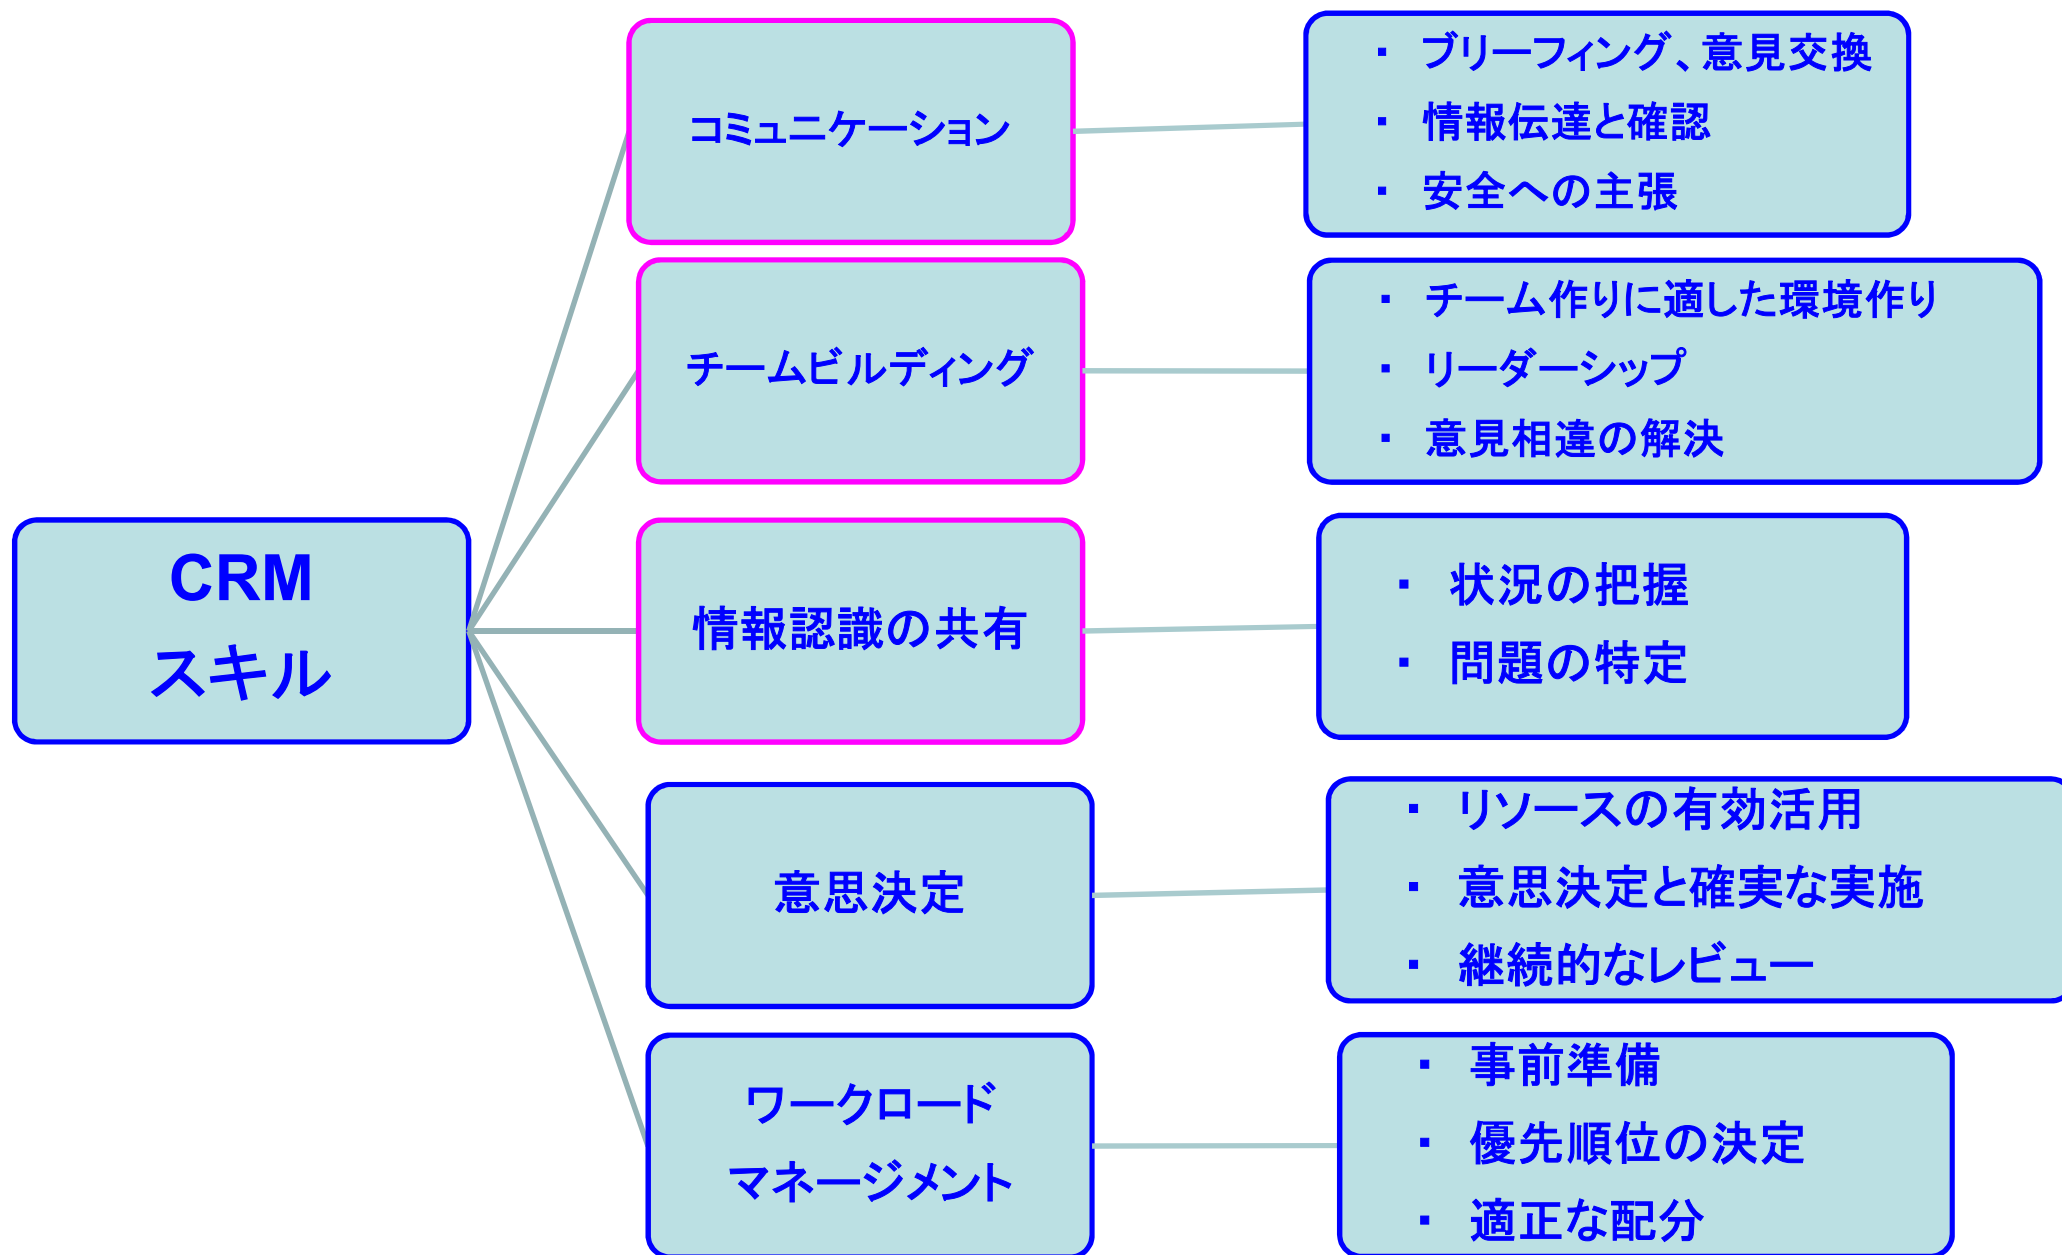 CRM
スキル
コミュニケーション
・ ブリーフィング、意見交換
・ 情報伝達と確認
・ 安全への主張
チームビルディング
・ チーム作りに適した環境作り
・ リーダーシップ
・ 意見相違の解決
情報認識の共有
・ 状況の把握
・ 問題の特定
意思決定
・ リソースの有効活用
・ 意思決定と確実な実施
・ 継続的なレビュー
ワークロード
マネージメント
・ 事前準備
・ 優先順位の決定
・ 適正な配分